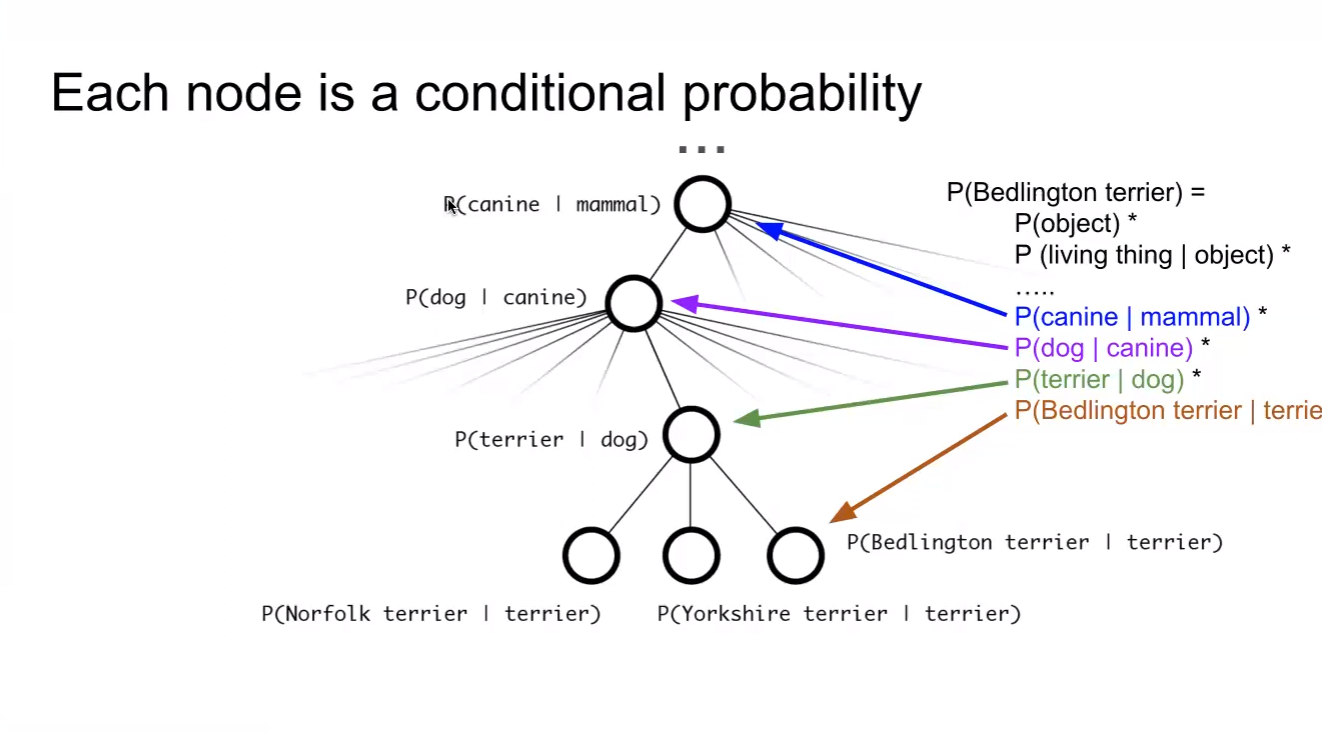 Each node is a conditional probability
...
P(canine | mammal)
P(dog | canine)
P(terrier | dog)
P(Bedlington terrier | terrier)
P(Norfolk terrier | terrier)
P(Yorkshire terrier | terrier)
P(Bedlington terrier) =
P(object) *
P (living thing | object) *
.....
P(canine | mammal) *
P(dog | canine) *
P(terrier | dog) *
P(Bedlington terrier | terrie